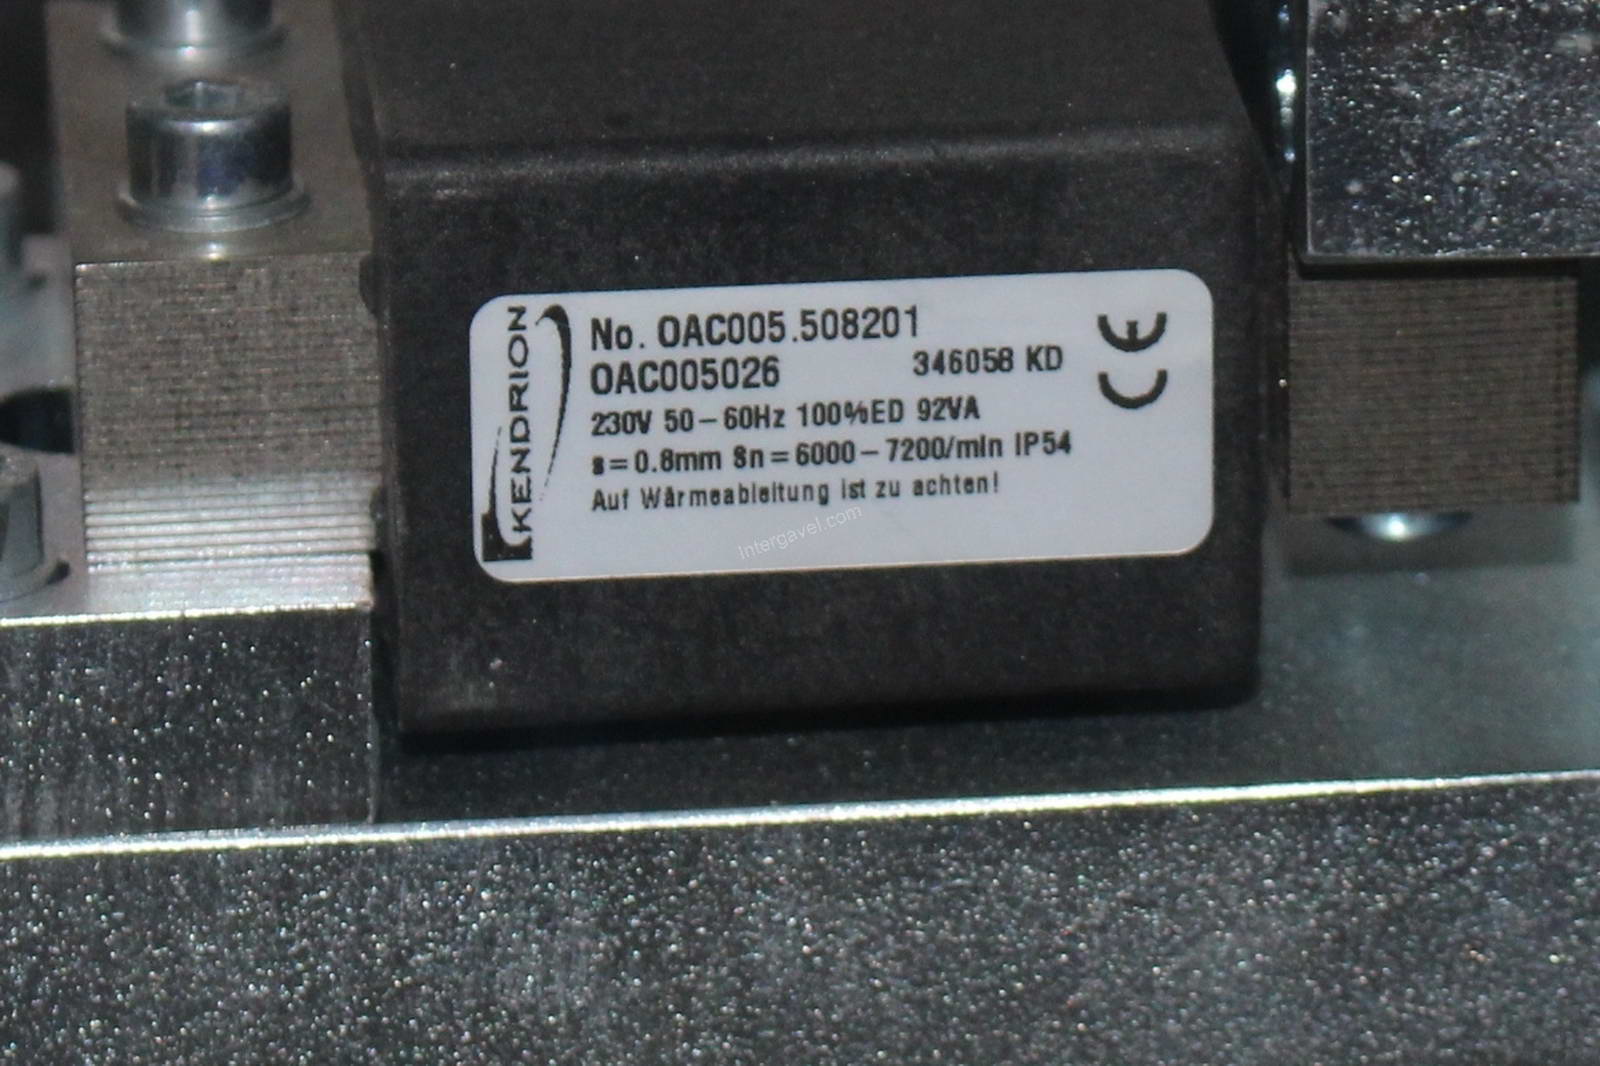 KENDRION
No. OAC005.508201
OAC005026 346058 KD
230V 50-60Hz 100%ED 92VA
s=0.8mm Sn=6000-7200/min IP54
Auf Wärmeableitung ist zu achten!
CE
Intergavel.com